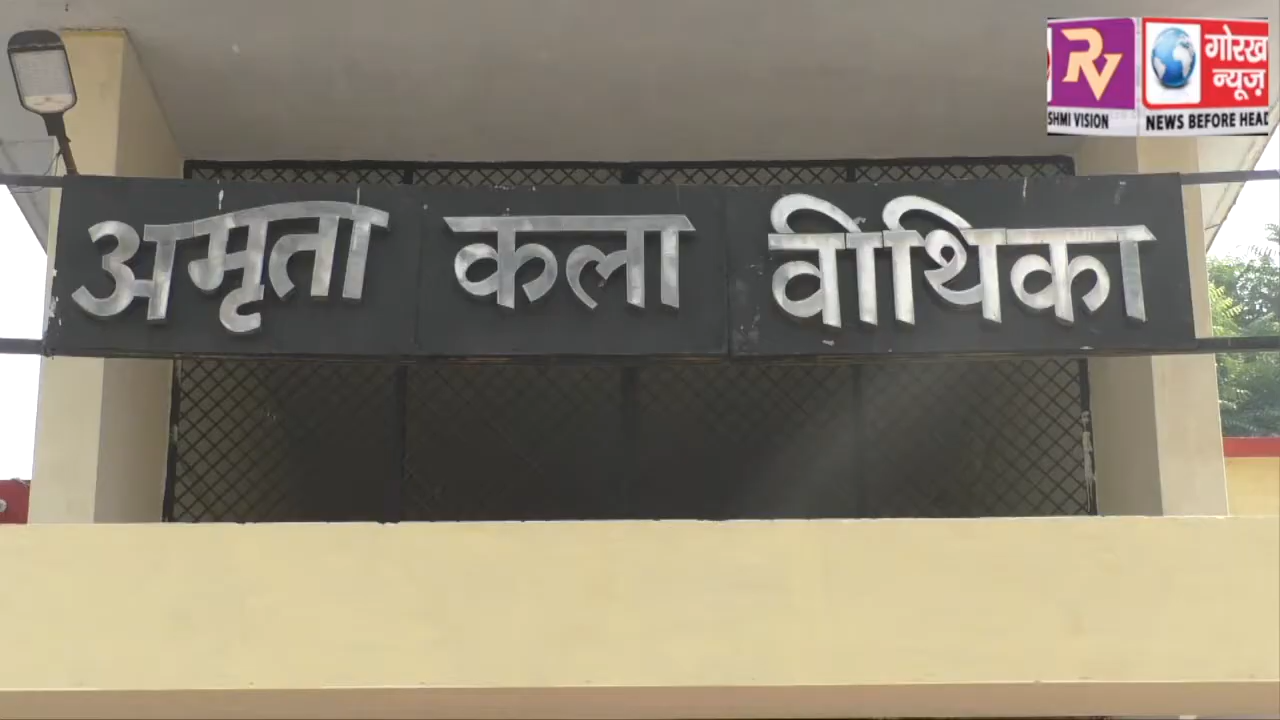 अमृता कला वीथिका
RV
SHMI VISION
गोरख
न्यूज़
NEWS BEFORE HEAD